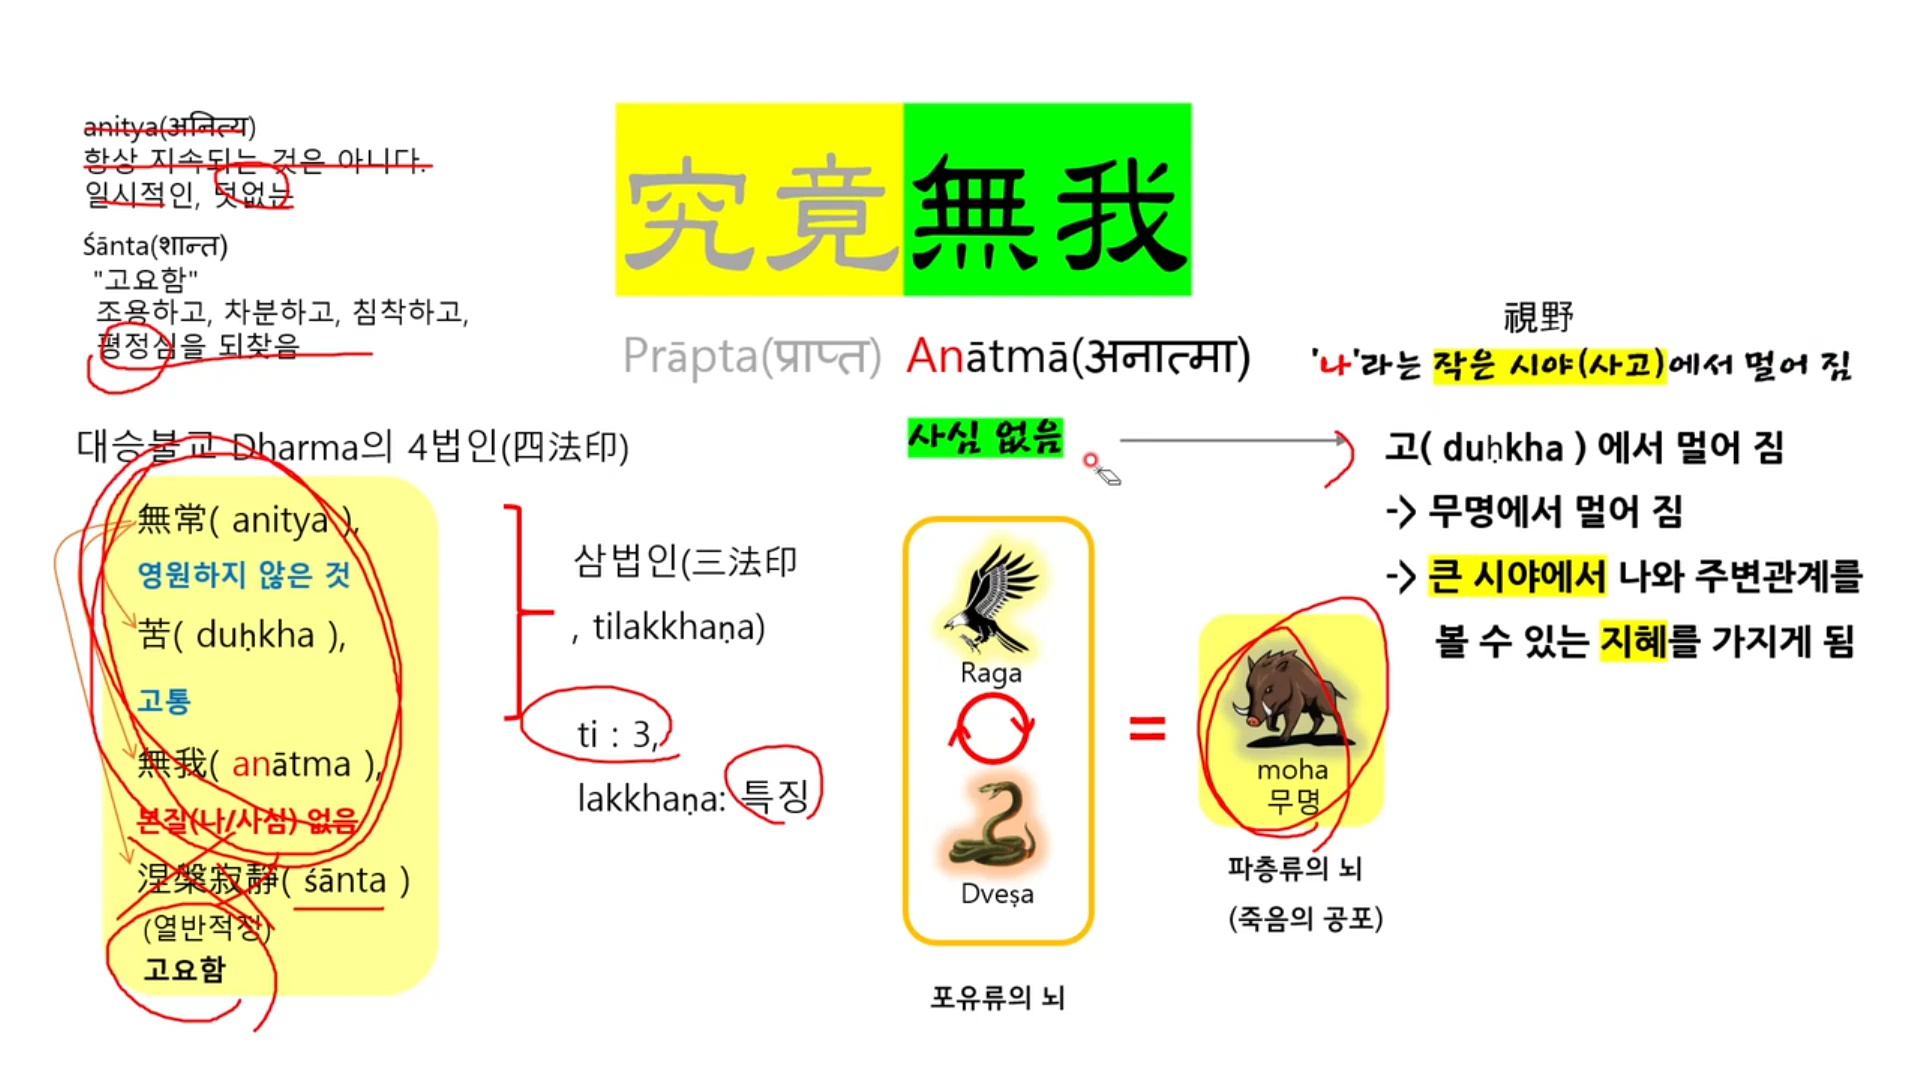 anitya(अनित्य)
항상 지속되는 것은 아니다.
일시적인, 덧없는
Śānta(शान्त)
"고요함"
조용하고, 차분하고, 침착하고,
평정심을 되찾음
究竟無我
Prāpta(प्राप्त) Anātmā(अनात्मा)
사심 없음
視野
'나'라는 작은 시야(사고)에서 멀어 짐
고( duḥkha ) 에서 멀어 짐
-> 무명에서 멀어 짐
-> 큰 시야에서 나와 주변관계를
볼 수 있는 지혜를 가지게 됨
대승불교 Dharma의 4법인(四法印)
無常( anitya ),
영원하지 않은 것
苦( duḥkha ),
고통
無我( anātma ),
본질(나/사심) 없음
涅槃寂静( śānta )
(열반적정)
고요함
삼법인(三法印
, tilakkhaṇa)
ti : 3,
lakkhaṇa: 특징
Raga
Dveṣa
포유류의 뇌
=
moha
무명
파충류의 뇌
(죽음의 공포)